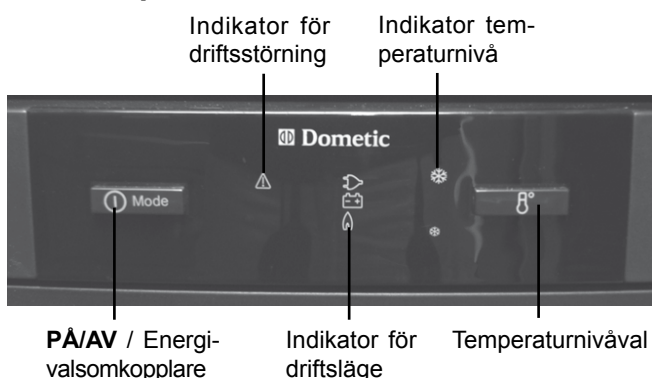 Indikator för
driftsstörning
Indikator tem-
peraturnivå
Dometic
Mode
PÅ/AV / Energi-
valsomkopplare
Indikator för
driftsläge
Temperaturnivåval